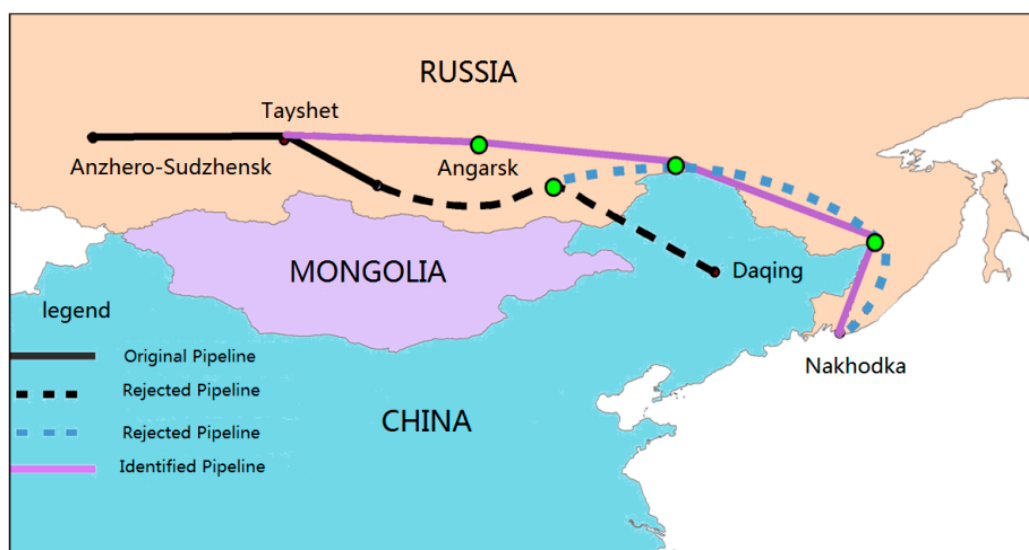 RUSSIA
Tayshet
Anzhero-Sudzhensk
Angarsk
MONGOLIA
Daqing
legend
Nakhodka
Original Pipeline
Rejected Pipeline
CHINA
Rejected Pipeline
Identified Pipeline